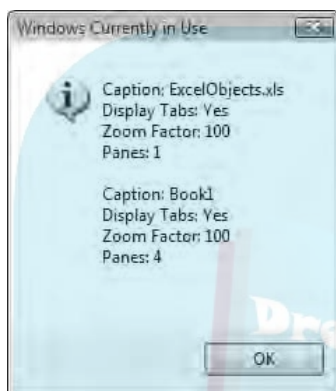 Windows Currently in Use
Caption: ExcelObjects.xls
Display Tabs: Yes
Zoom Factor: 100
Panes: 1
Caption: Book1
Display Tabs: Yes
Zoom Factor: 100
Panes: 4
OK